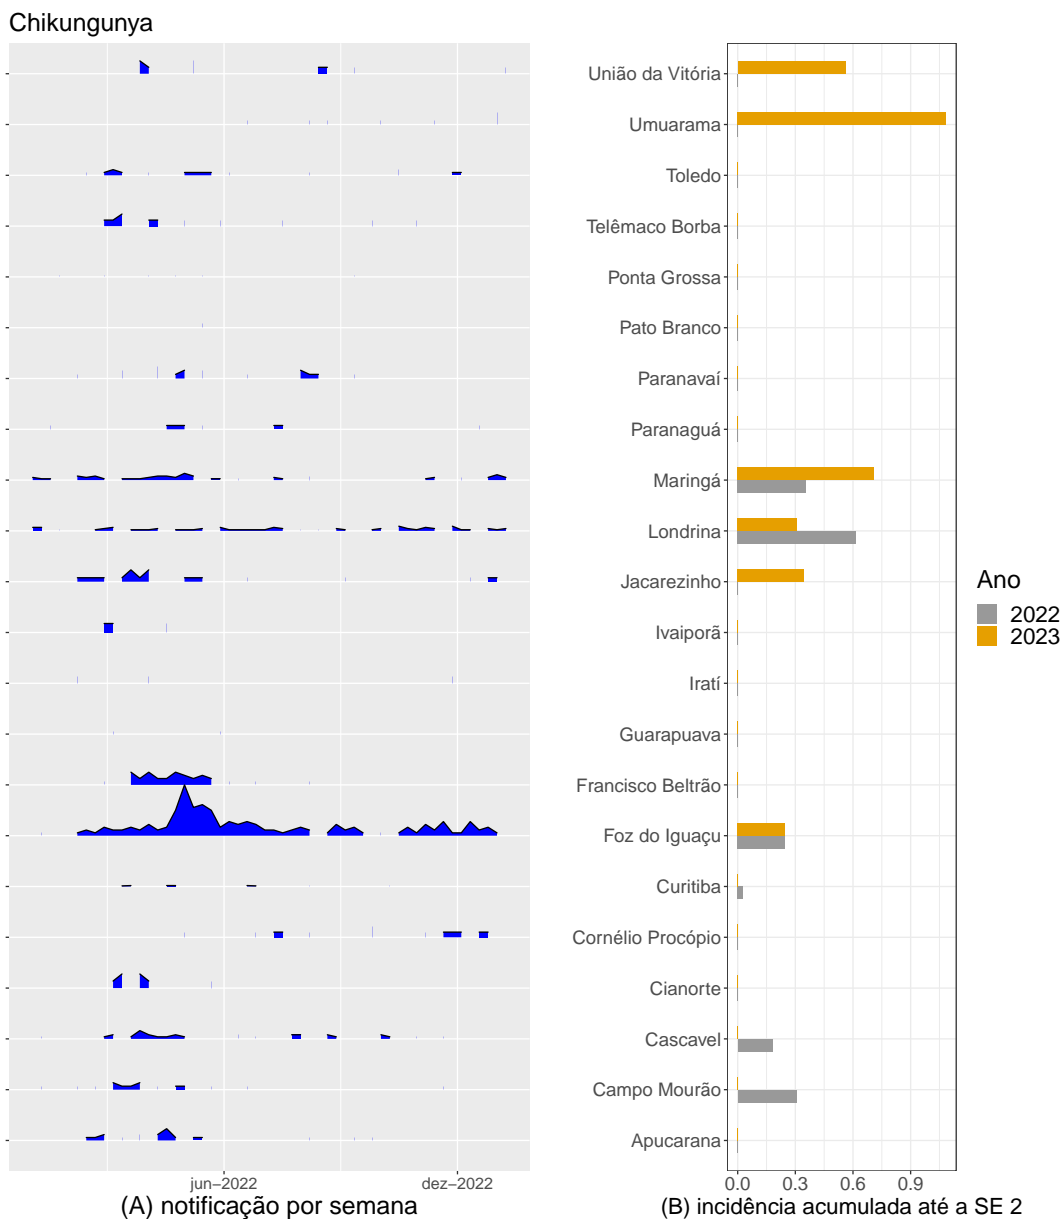 Chikungunya
União da Vitória
Umuarama
Toledo
Telêmaco Borba
Ponta Grossa
Pato Branco
Paranavaí
Paranaguá
Maringá
Londrina
Jacarezinho
Ivaiporã
Iratí
Guarapuava
Francisco Beltrão
Foz do Iguaçu
Curitiba
Cornélio Procópio
Cianorte
Cascavel
Campo Mourão
Apucarana
Ano
2022
2023
jun−2022 dez−2022
0.0 0.3 0.6 0.9
(A) notificação por semana
(B) incidência acumulada até a SE 2